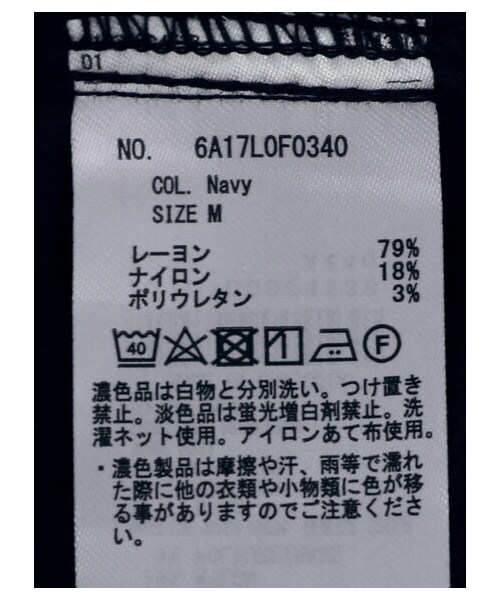 01
NO. 6A17L0F0340
COL. Navy
SIZE M
レーヨン 79%
ナイロン 18%
ポリウレタン 3%
40 F
濃色品は白物と分別洗い。つけ置き
禁止。淡色品は蛍光増白剤禁止。洗
濯ネット使用。アイロンあて布使用。
・濃色製品は摩擦や汗、雨等で濡れ
た際に他の衣類や小物類に色が移
る事がありますのでご注意くださ
い。